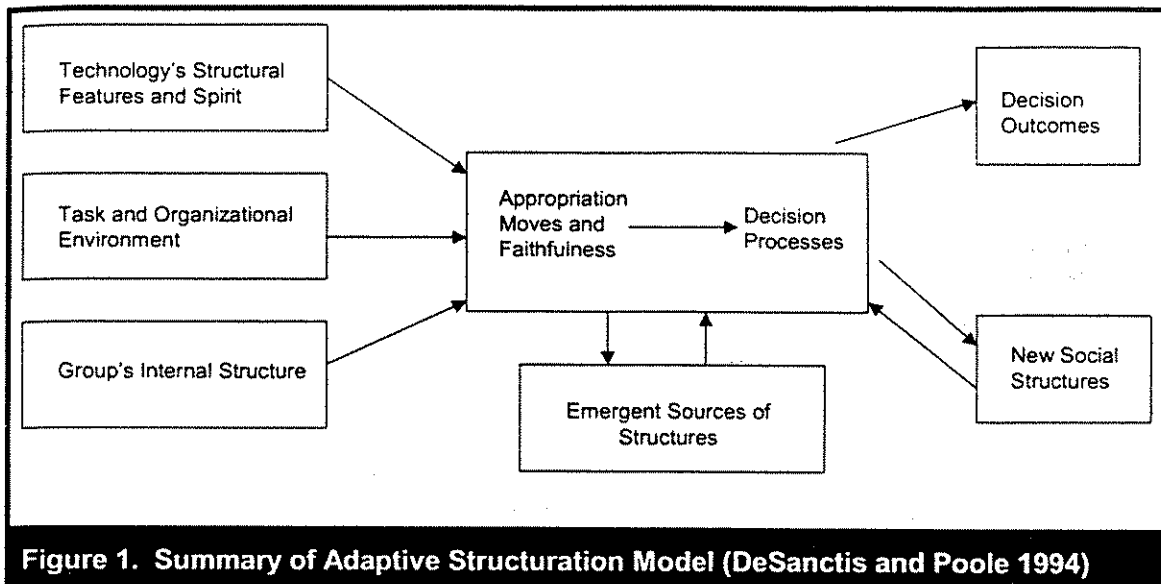 Technology's Structural
Features and Spirit
Task and Organizational
Environment
Group's Internal Structure
Appropriation
Moves and
Faithfulness
Decision
Processes
Emergent Sources of
Structures
Decision
Outcomes
New Social
Structures
Figure 1. Summary of Adaptive Structuration Model (DeSanctis and Poole 1994)